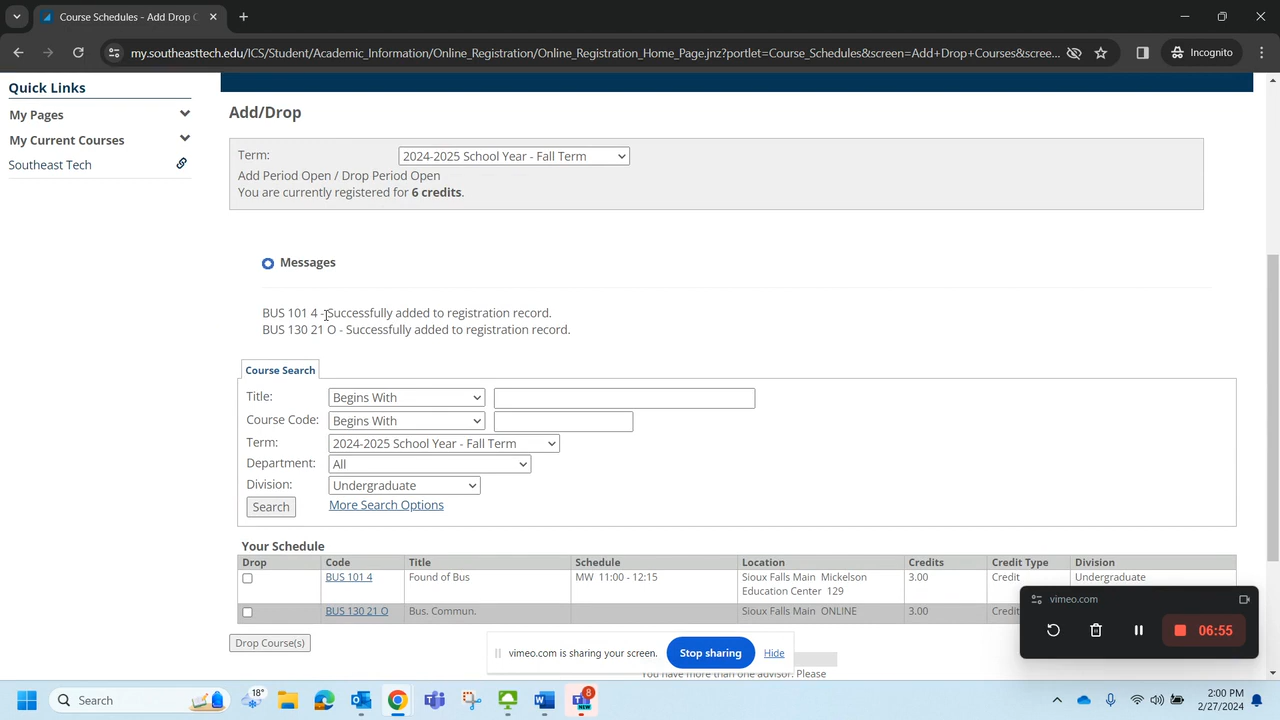 Course Schedules - Add Drop C
my.southeasttech.edu/ICS/Student/Academic_Information/Online_Registration/Online_Registration_Home_Page.jnz?portlet=Course_Schedules&screen=Add+Drop+Courses&scree...
Incognito
Quick Links
My Pages
My Current Courses
Southeast Tech
Add/Drop
Term: 2024-2025 School Year - Fall Term
Add Period Open / Drop Period Open
You are currently registered for 6 credits.
Messages
BUS 101 4 - Successfully added to registration record.
BUS 130 21 O - Successfully added to registration record.
Course Search
Title: Begins With
Course Code: Begins With
Term: 2024-2025 School Year - Fall Term
Department: All
Division: Undergraduate
Search More Search Options
Your Schedule
Drop Code Title Schedule Location Credits Credit Type Division
BUS 101 4 Found of Bus MW 11:00 - 12:15 Sioux Falls Main Mickelson 3.00 Credit Undergraduate
Education Center 129
BUS 130 21 O Bus. Commun. Sioux Falls Main ONLINE 3.00 Credit
Drop Course(s)
vimeo.com
06:55
vimeo.com is sharing your screen. Stop sharing Hide
You have more than one advisor. Please
Search
18°
NEW
8
2:00 PM
2/27/2024